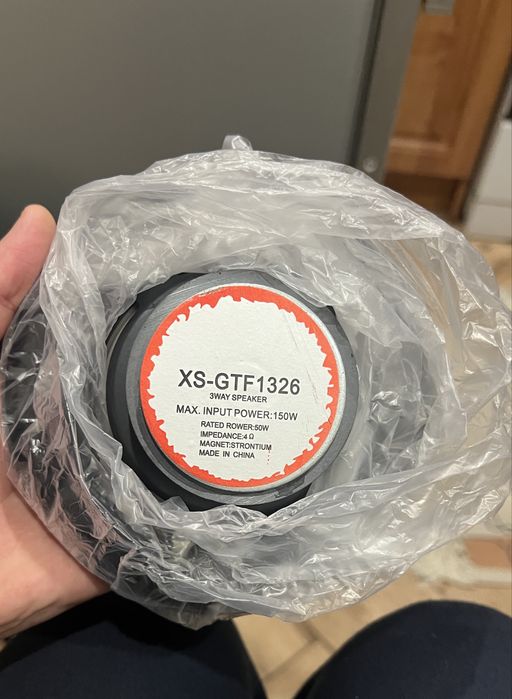 XS-GTF1326
3WAY SPEAKER
MAX. INPUT POWER:150W
RATED ROWER:50W
IMPEDANCE:4 Ω
MAGNET:STRONTIUM
MADE IN CHINA